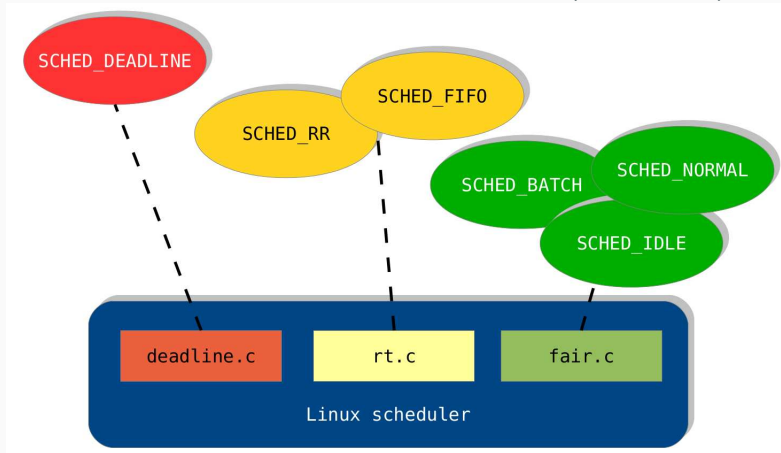 SCHED_DEADLINE
SCHED_FIFO
SCHED_RR
SCHED_NORMAL
SCHED_BATCH
SCHED_IDLE
deadline.c
rt.c
fair.c
Linux scheduler